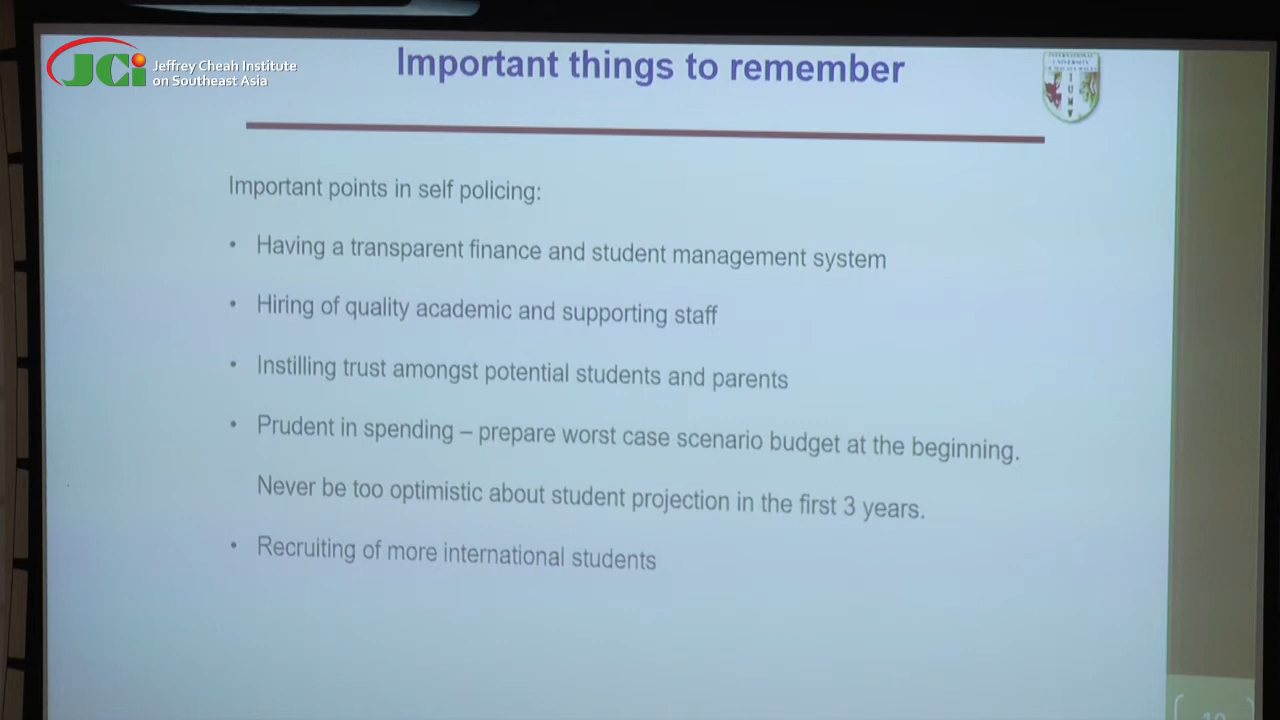 JCi Jeffrey Cheah Institute
on Southeast Asia
Important things to remember
INTERNATIONAL
UNIVERSITY
I
U
M
W
Important points in self policing:
• Having a transparent finance and student management system
• Hiring of quality academic and supporting staff
• Instilling trust amongst potential students and parents
• Prudent in spending – prepare worst case scenario budget at the beginning.
Never be too optimistic about student projection in the first 3 years.
• Recruiting of more international students